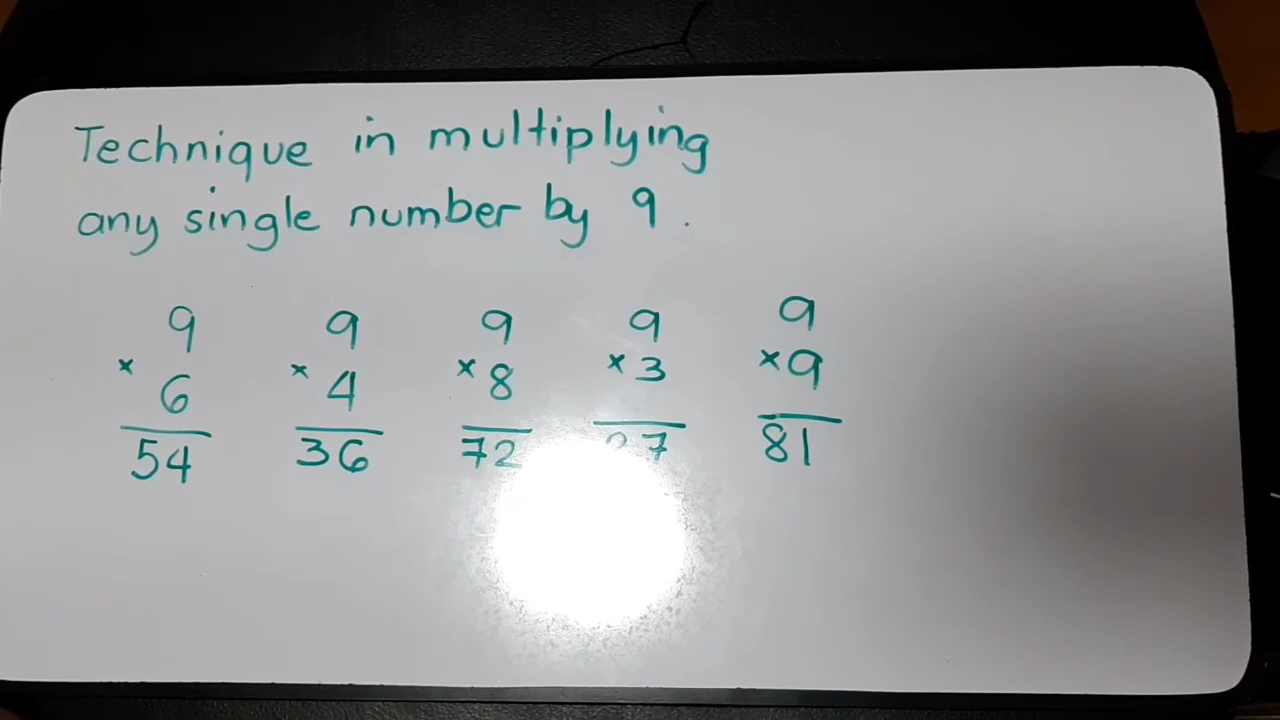 Technique in multiplying
any single number by 9.
9 9 9 9 9
× 6 × 4 × 8 × 3 × 9
54 36 72 27 81